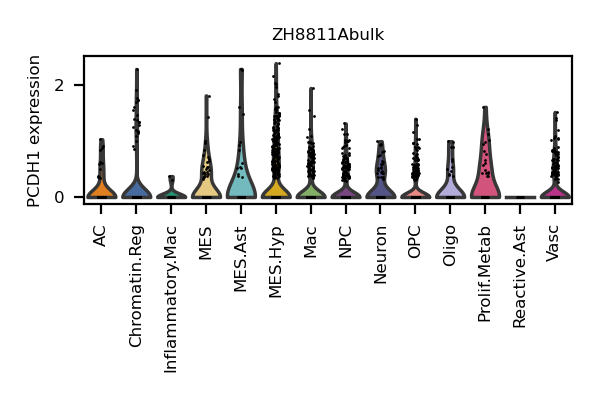 ZH8811Abulk
PCDH1 expression
2
0
AC
Chromatin.Reg
Inflammatory.Mac
MES
MES.Ast
MES.Hyp
Mac
NPC
Neuron
OPC
Oligo
Prolif.Metab
Reactive.Ast
Vasc